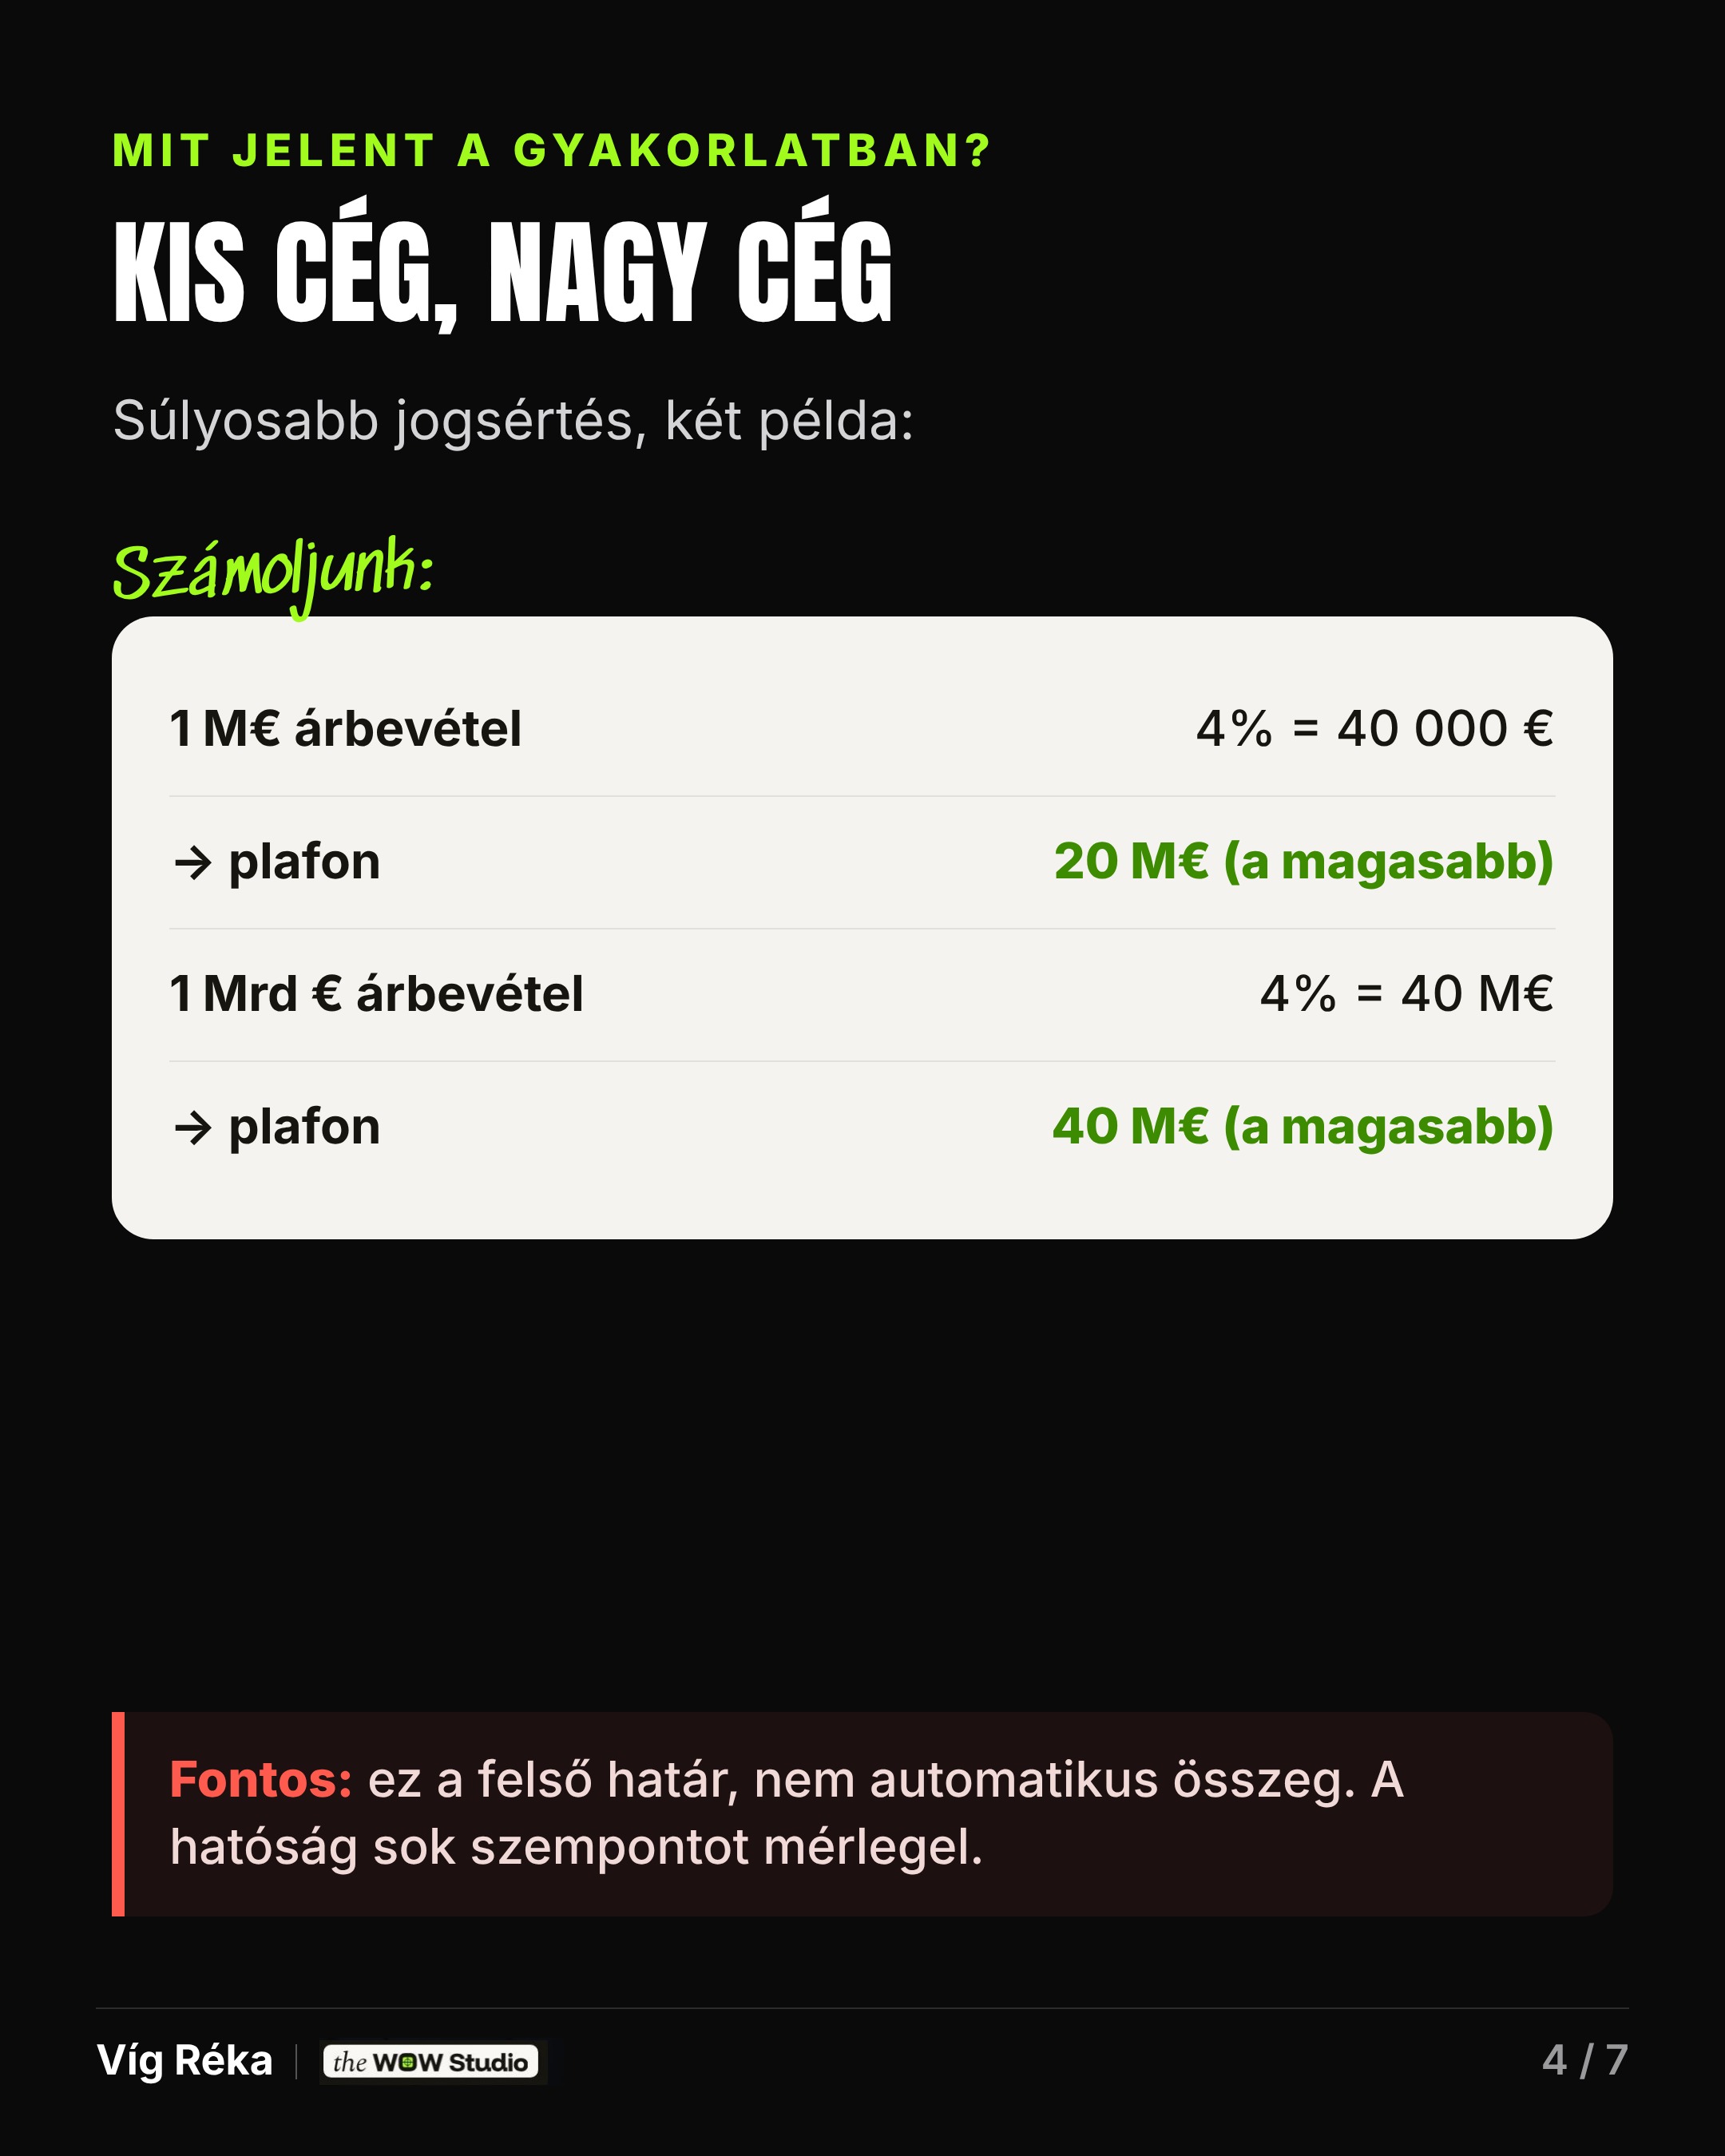 MIT JELENT A GYAKORLATBAN?
KIS CÉG, NAGY CÉG
Súlyosabb jogsértés, két példa:
Számoljunk:
1 M€ árbevétel 4% = 40 000 €
→ plafon 20 M€ (a magasabb)
1 Mrd € árbevétel 4% = 40 M€
→ plafon 40 M€ (a magasabb)
Fontos: ez a felső határ, nem automatikus összeg. A
hatóság sok szempontot mérlegel.
Víg Réka the WOW Studio 4 / 7